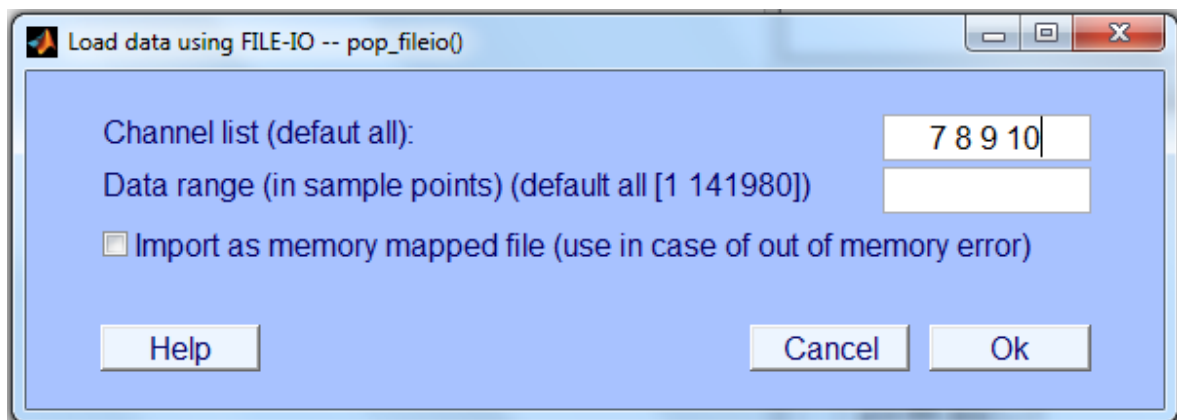 Load data using FILE-IO -- pop_fileio()
Channel list (defaut all):
7 8 9 10
Data range (in sample points) (default all [1 141980])
Import as memory mapped file (use in case of out of memory error)
Help
Cancel
Ok